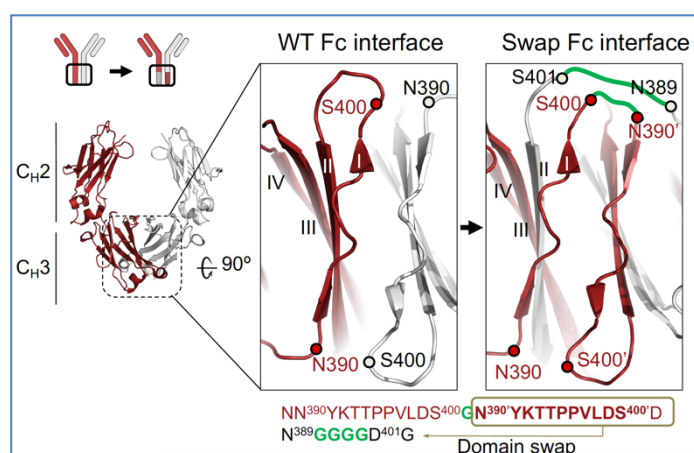 WT Fc interface
Swap Fc interface
CH2
CH3
90º
N390
S400
I
II
III
IV
N390
S400
S401
N389
S400
N390'
I
II
III
IV
N390
S400'
NN³⁹⁰YKTTPPVLDS⁴⁰⁰GN³⁹⁰'YKTTPPVLDS⁴⁰⁰'D
N³⁸⁹GGGGD⁴⁰¹G
Domain swap